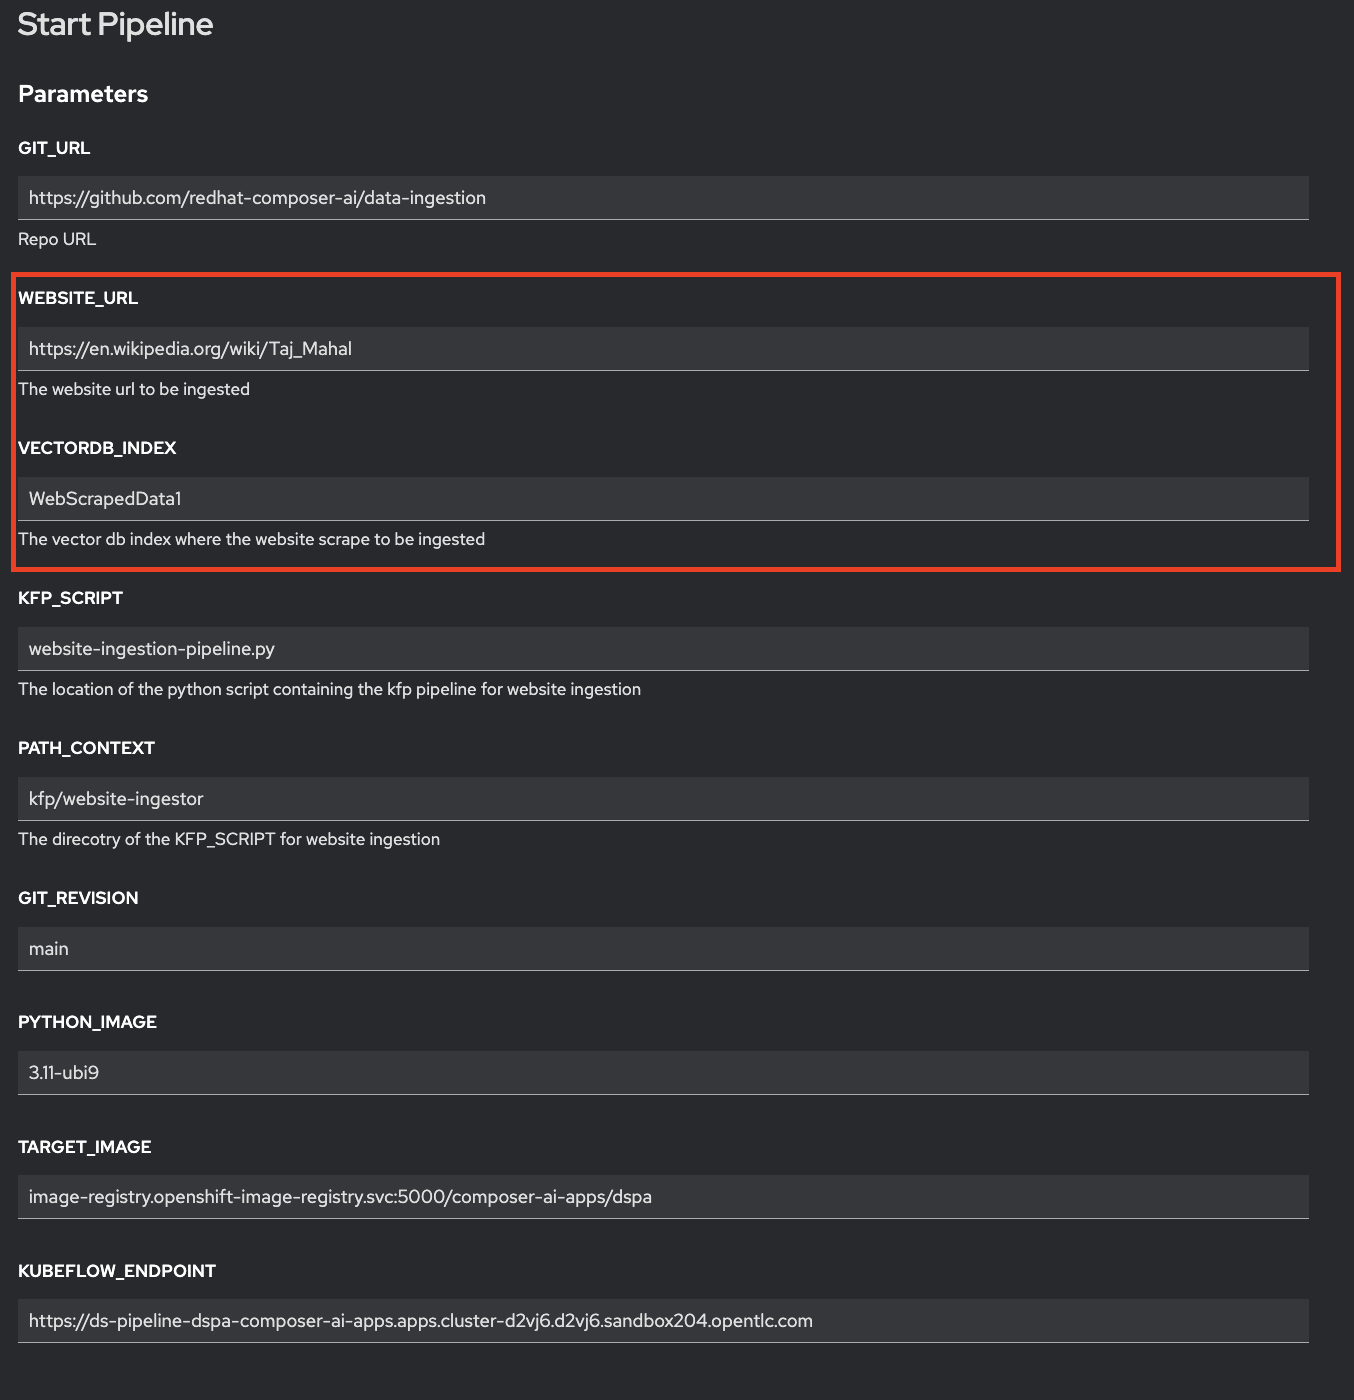 Start Pipeline
Parameters
GIT_URL
https://github.com/redhat-composer-ai/data-ingestion
Repo URL
WEBSITE_URL
https://en.wikipedia.org/wiki/Taj_Mahal
The website url to be ingested
VECTORDB_INDEX
WebScrapedData1
The vector db index where the website scrape to be ingested
KFP_SCRIPT
website-ingestion-pipeline.py
The location of the python script containing the kfp pipeline for website ingestion
PATH_CONTEXT
kfp/website-ingestor
The direcotry of the KFP_SCRIPT for website ingestion
GIT_REVISION
main
PYTHON_IMAGE
3.11-ubi9
TARGET_IMAGE
image-registry.openshift-image-registry.svc:5000/composer-ai-apps/dspa
KUBEFLOW_ENDPOINT
https://ds-pipeline-dspa-composer-ai-apps.apps.cluster-d2vj6.d2vj6.sandbox204.opentlc.com